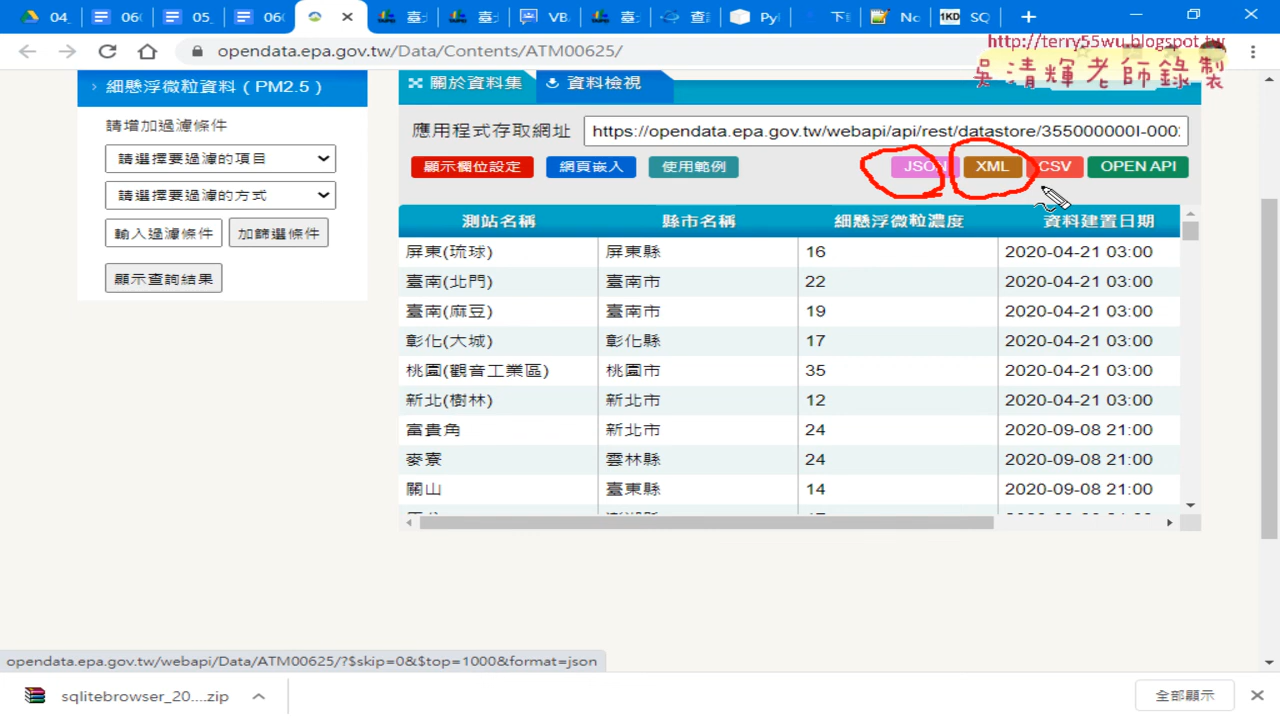 04_
06(
05_
06(
臺:
臺:
VB
臺:
查詢
Py
下載
No
1KD SQ
opendata.epa.gov.tw/Data/Contents/ATM00625/
http://terry55wu.blogspot.tw
吳清輝老師錄製
細懸浮微粒資料（PM2.5）
關於資料集
資料檢視
請增加過濾條件
應用程式存取網址
https://opendata.epa.gov.tw/webapi/api/rest/datastore/355000000I-000
請選擇要過濾的項目
顯示欄位設定
網頁嵌入
使用範例
JSON
XML
CSV
OPEN API
請選擇要過濾的方式
輸入過濾條件
加篩選條件
顯示查詢結果
測站名稱 縣市名稱 細懸浮微粒濃度 資料建置日期
屏東(琉球) 屏東縣 16 2020-04-21 03:00
臺南(北門) 臺南市 22 2020-04-21 03:00
臺南(麻豆) 臺南市 19 2020-04-21 03:00
彰化(大城) 彰化縣 17 2020-04-21 03:00
桃園(觀音工業區) 桃園市 35 2020-04-21 03:00
新北(樹林) 新北市 12 2020-04-21 03:00
富貴角 新北市 24 2020-09-08 21:00
麥寮 雲林縣 24 2020-09-08 21:00
關山 臺東縣 14 2020-09-08 21:00
opendata.epa.gov.tw/webapi/Data/ATM00625/?$skip=0&$top=1000&format=json
sqlitebrowser_20....zip
全部顯示